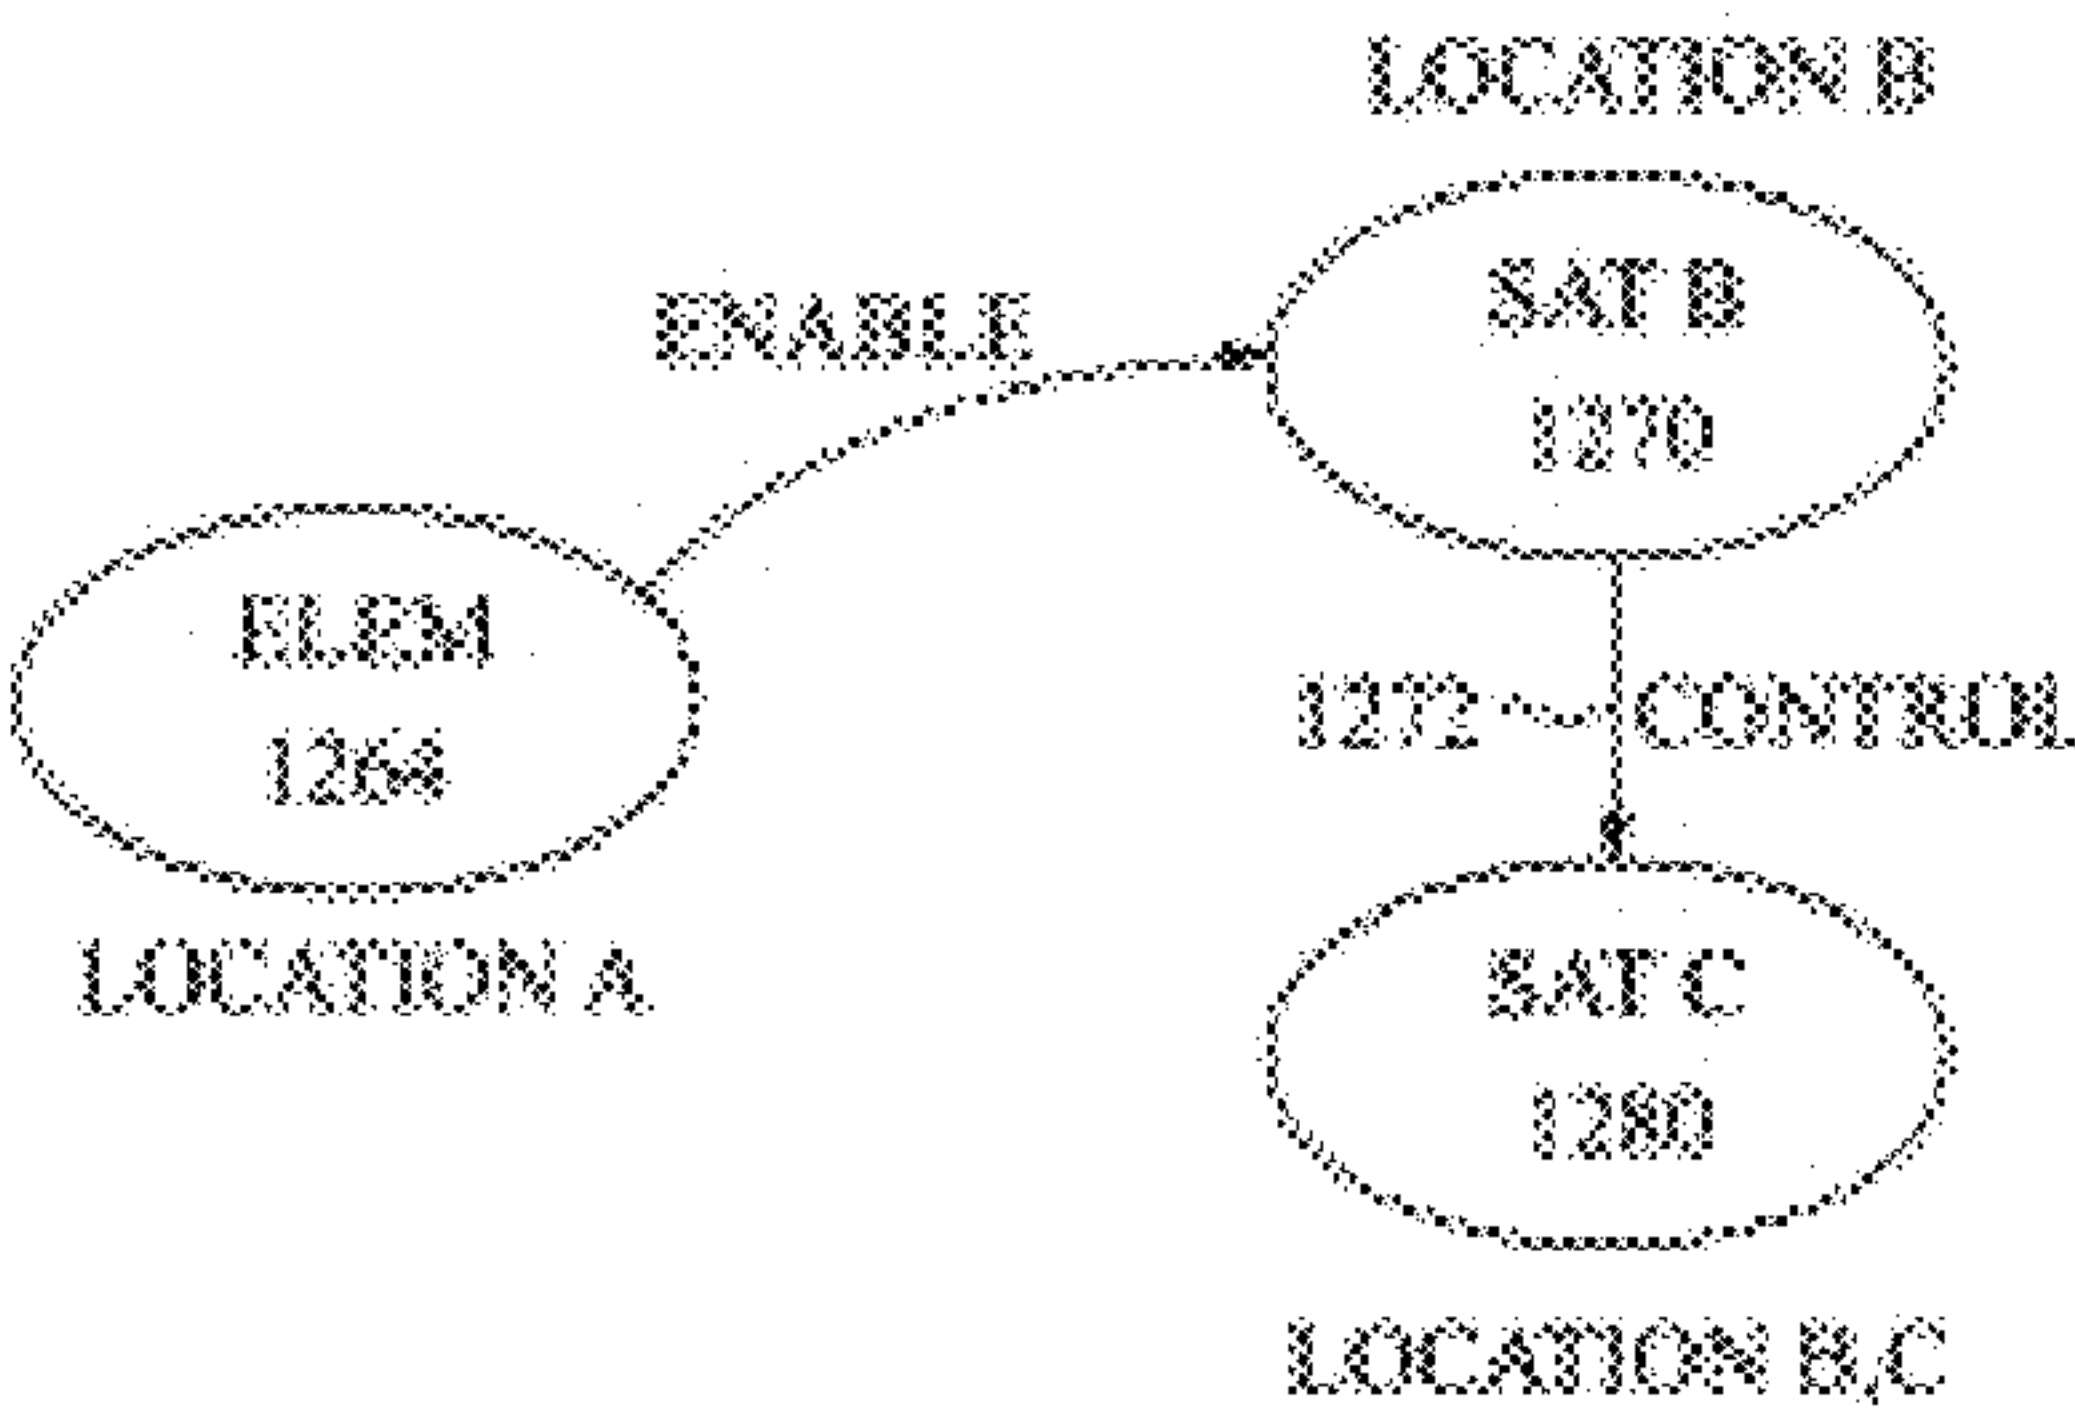 LOCATION B
SAT B
1270
ENABLE
ELEM
1264
LOCATION A
1272
CONTROL
SAT C
1280
LOCATION B/C